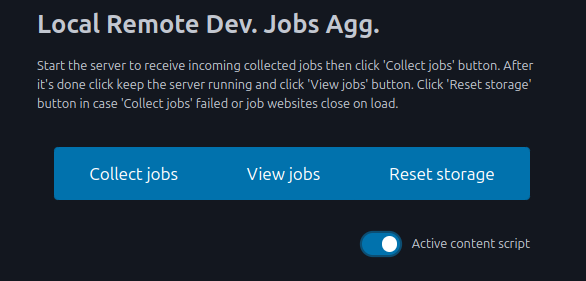 Local Remote Dev. Jobs Agg.
Start the server to receive incoming collected jobs then click 'Collect jobs' button. After
it's done click keep the server running and click 'View jobs' button. Click 'Reset storage'
button in case 'Collect jobs' failed or job websites close on load.
Collect jobs View jobs Reset storage
Active content script